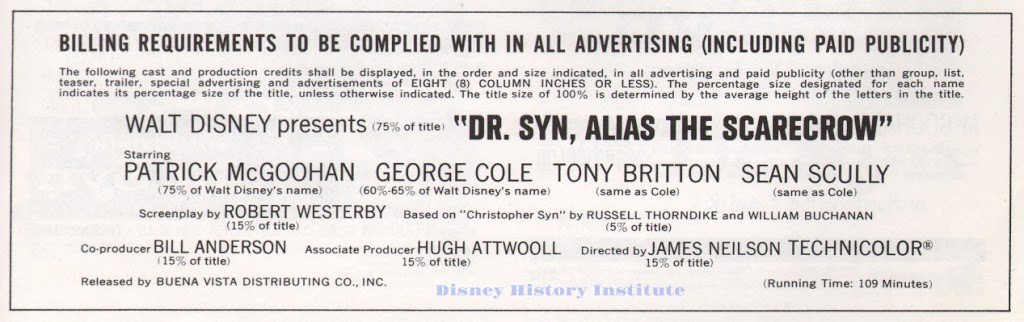 BILLING REQUIREMENTS TO BE COMPLIED WITH IN ALL ADVERTISING (INCLUDING PAID PUBLICITY)
The following cast and production credits shall be displayed, in the order and size indicated, in all advertising and paid publicity (other than group, list,
teaser, trailer, special advertising and advertisements of EIGHT (8) COLUMN INCHES OR LESS). The percentage size designated for each name
indicates its percentage size of the title, unless otherwise indicated. The title size of 100% is determined by the average height of the letters in the title.
WALT DISNEY presents (75% of title) "DR. SYN, ALIAS THE SCARECROW"
Starring
PATRICK McGOOHAN GEORGE COLE TONY BRITTON SEAN SCULLY
(75% of Walt Disney's name) (60%-65% of Walt Disney's name) (same as Cole) (same as Cole)
Screenplay by ROBERT WESTERBY Based on "Christopher Syn" by RUSSELL THORNDIKE and WILLIAM BUCHANAN
(15% of title) (5% of title)
Co-producer BILL ANDERSON Associate Producer HUGH ATTWOOLL Directed by JAMES NEILSON TECHNICOLOR®
(15% of title) 15% of title) 15% of title)
Released by BUENA VISTA DISTRIBUTING CO., INC. Disney History Institute (Running Time: 109 Minutes)